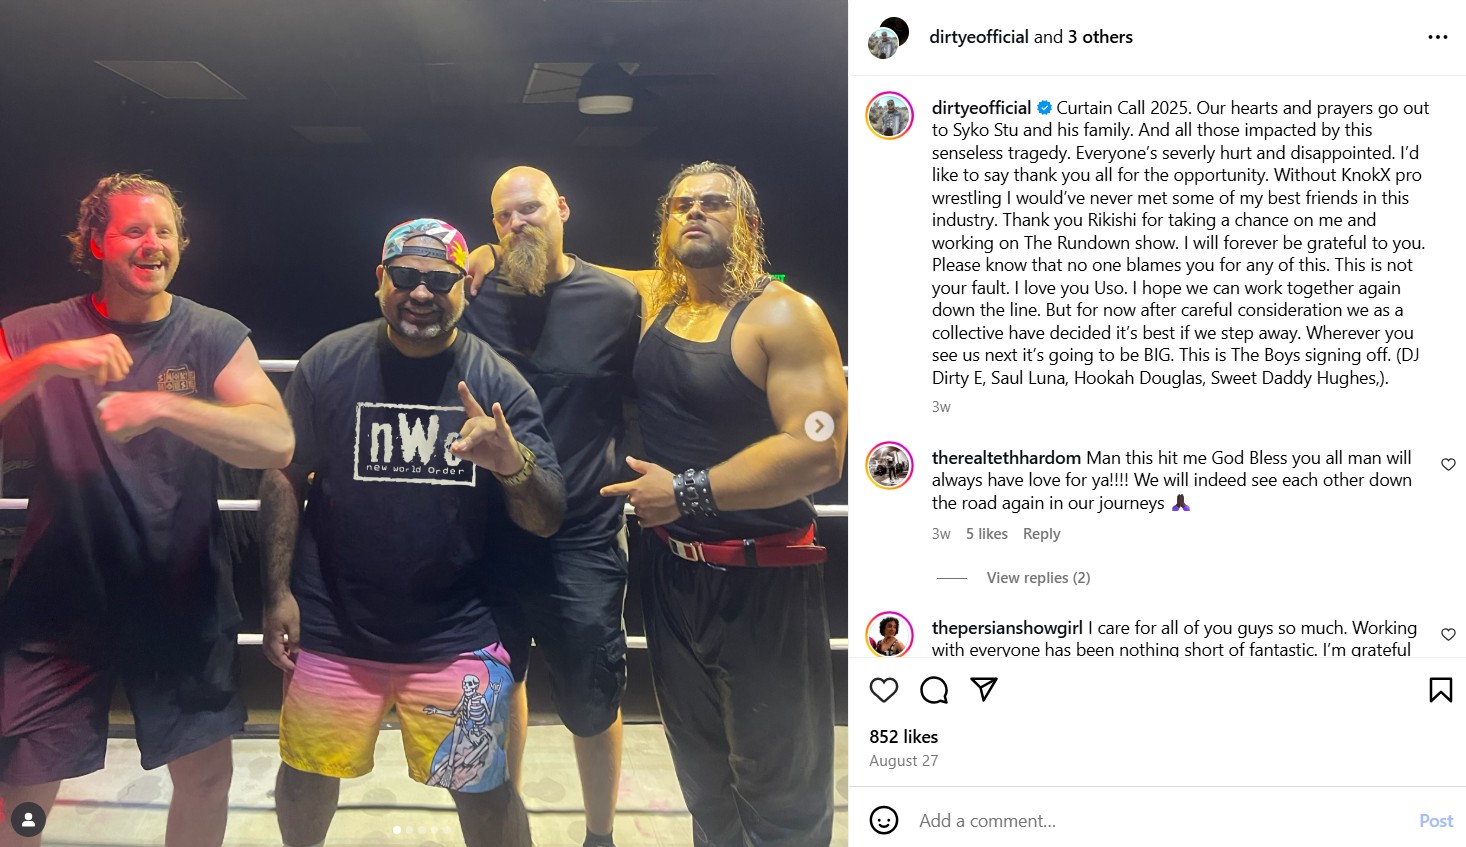 nWo
new world Order
dirtyeofficial and 3 others
dirtyeofficial Curtain Call 2025. Our hearts and prayers go out
to Syko Stu and his family. And all those impacted by this
senseless tragedy. Everyone's severly hurt and disappointed. I'd
like to say thank you all for the opportunity. Without KnokX pro
wrestling I would've never met some of my best friends in this
industry. Thank you Rikishi for taking a chance on me and
working on The Rundown show. I will forever be grateful to you.
Please know that no one blames you for any of this. This is not
your fault. I love you Uso. I hope we can work together again
down the line. But for now after careful consideration we as a
collective have decided it's best if we step away. Wherever you
see us next it's going to be BIG. This is The Boys signing off. (DJ
Dirty E, Saul Luna, Hookah Douglas, Sweet Daddy Hughes,).
3w
therealtethhardom Man this hit me God Bless you all man will
always have love for ya!!!! We will indeed see each other down
the road again in our journeys
3w 5 likes Reply
View replies (2)
thepersianshowgirl I care for all of you guys so much. Working
with everyone has been nothing short of fantastic. I'm grateful
852 likes
August 27
Add a comment...
Post